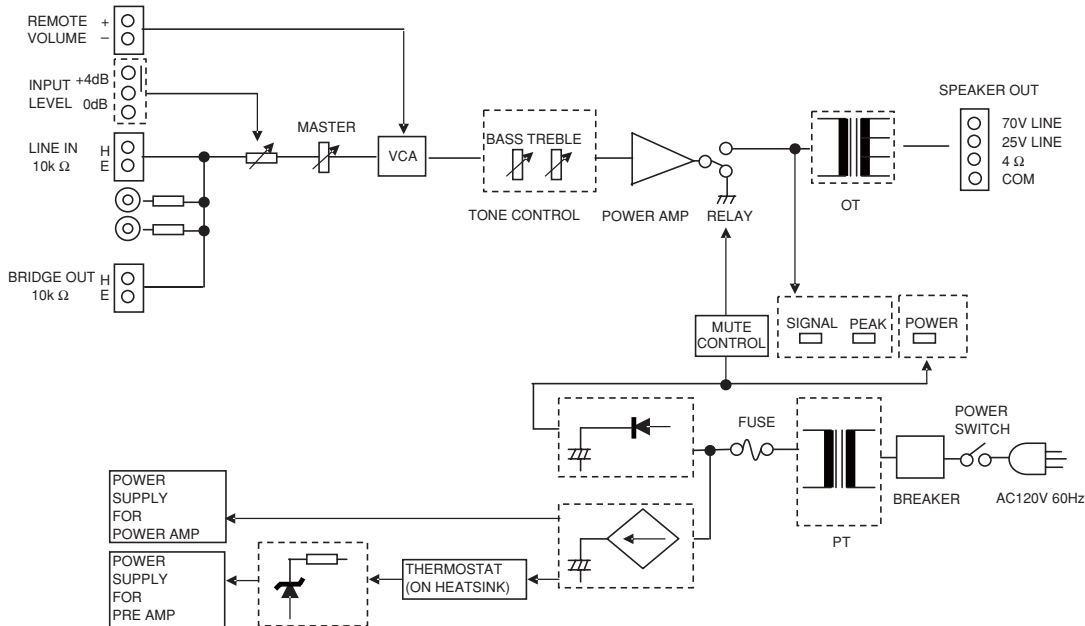 REMOTE +
VOLUME –
INPUT +4dB
LEVEL 0dB
LINE IN H
10k Ω E
BRIDGE OUT H
10k Ω E
MASTER
VCA
BASS TREBLE
TONE CONTROL
POWER AMP
RELAY
OT
SPEAKER OUT
70V LINE
25V LINE
4 Ω
COM
MUTE
CONTROL
SIGNAL PEAK
POWER
FUSE
POWER
SWITCH
BREAKER
AC120V 60Hz
PT
POWER
SUPPLY
FOR
POWER AMP
POWER
SUPPLY
FOR
PRE AMP
THERMOSTAT
(ON HEATSINK)